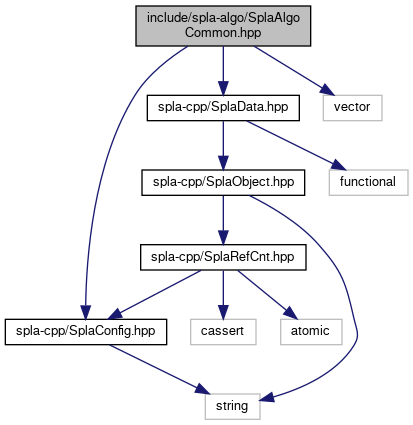 include/spla-algo/SplaAlgo
Common.hpp
spla-cpp/SplaData.hpp
vector
spla-cpp/SplaObject.hpp
functional
spla-cpp/SplaRefCnt.hpp
spla-cpp/SplaConfig.hpp
cassert
atomic
string